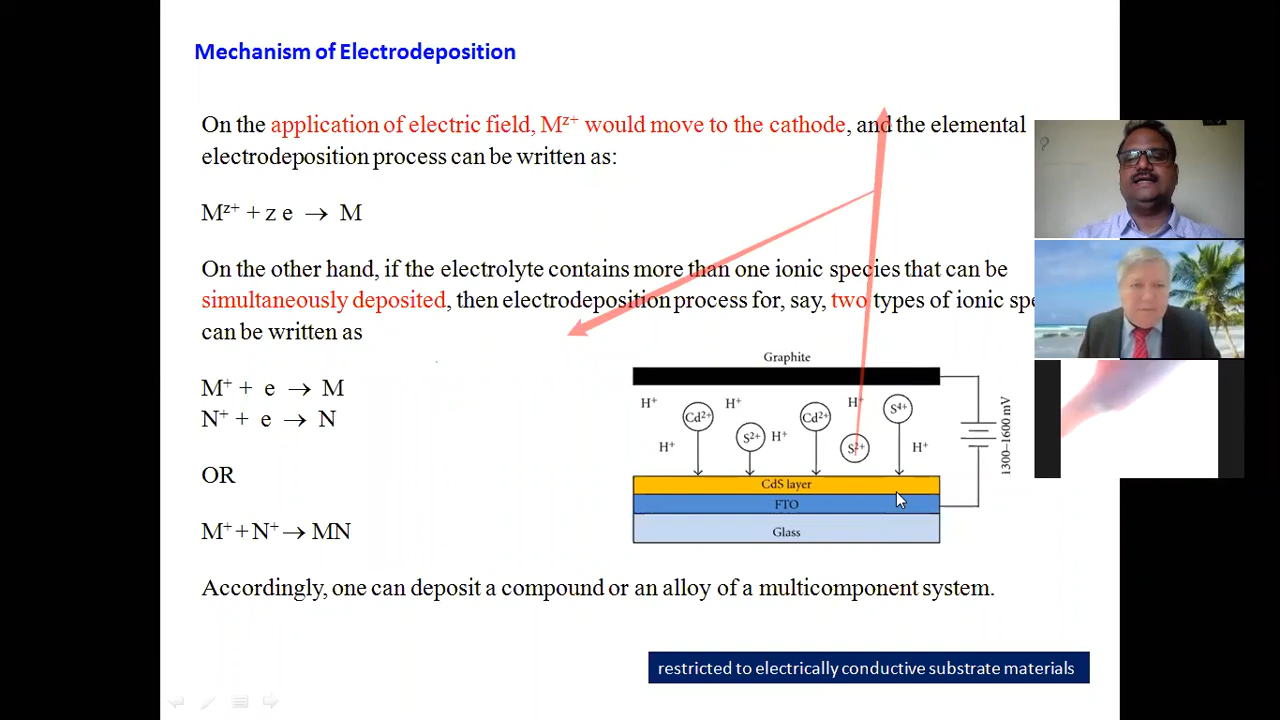 Mechanism of Electrodeposition
On the application of electric field, Mᶻ⁺ would move to the cathode, and the elemental
electrodeposition process can be written as:
Mᶻ⁺ + z e → M
On the other hand, if the electrolyte contains more than one ionic species that can be
simultaneously deposited, then electrodeposition process for, say, two types of ionic spe
can be written as
M⁺ + e → M
N⁺ + e → N
OR
M⁺ + N⁺ → MN
Accordingly, one can deposit a compound or an alloy of a multicomponent system.
Graphite
H⁺ H⁺ H⁺ S⁴⁺
Cd²⁺ Cd²⁺
H⁺ S²⁺ H⁺ S²⁺ H⁺
1300–1600 mV
CdS layer
FTO
Glass
restricted to electrically conductive substrate materials